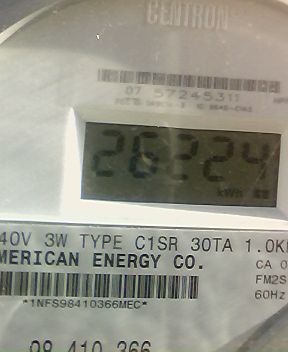 CENTRON
07 57245311
26224
kWh
40V 3W TYPE C1SR 30TA 1.0K
MERICAN ENERGY CO.
CA 0
FM2S
60Hz
*1NFS98410366MEC*
98 410 366